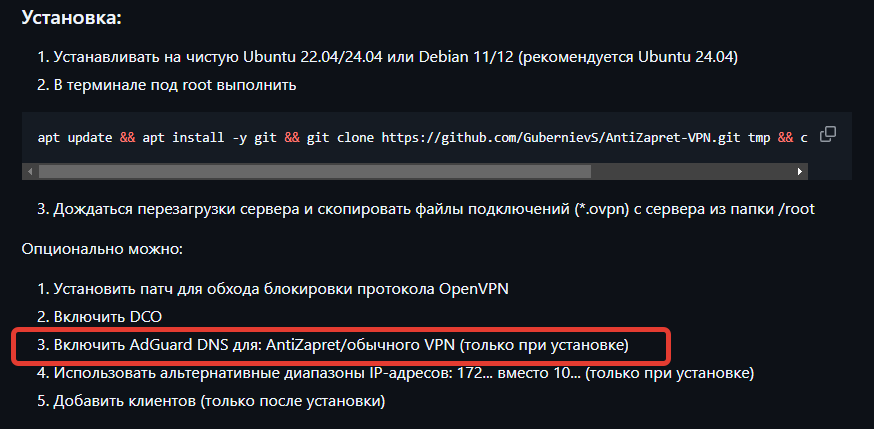 Установка:
1. Устанавливать на чистую Ubuntu 22.04/24.04 или Debian 11/12 (рекомендуется Ubuntu 24.04)
2. В терминале под root выполнить
apt update && apt install -y git && git clone https://github.com/GubernievS/AntiZapret-VPN.git tmp && c
3. Дождаться перезагрузки сервера и скопировать файлы подключений (*.ovpn) с сервера из папки /root
Опционально можно:
1. Установить патч для обхода блокировки протокола OpenVPN
2. Включить DCO
3. Включить AdGuard DNS для: AntiZapret/обычного VPN (только при установке)
4. Использовать альтернативные диапазоны IP-адресов: 172... вместо 10... (только при установке)
5. Добавить клиентов (только после установки)